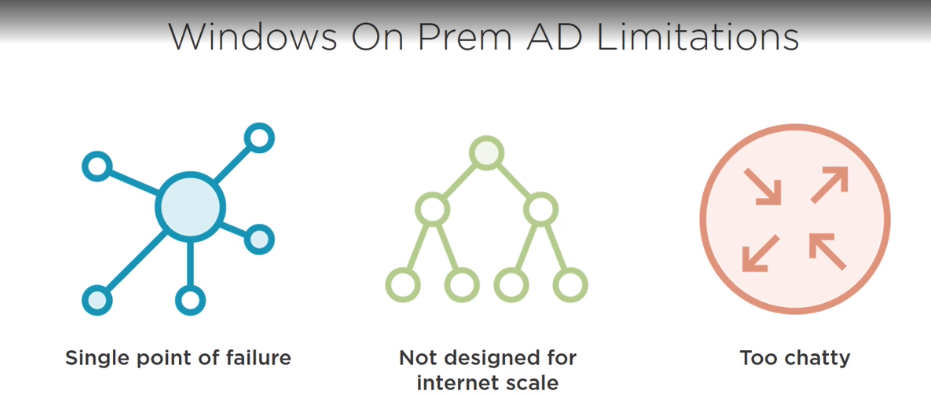 Windows On Prem AD Limitations
Single point of failure
Not designed for
internet scale
Too chatty